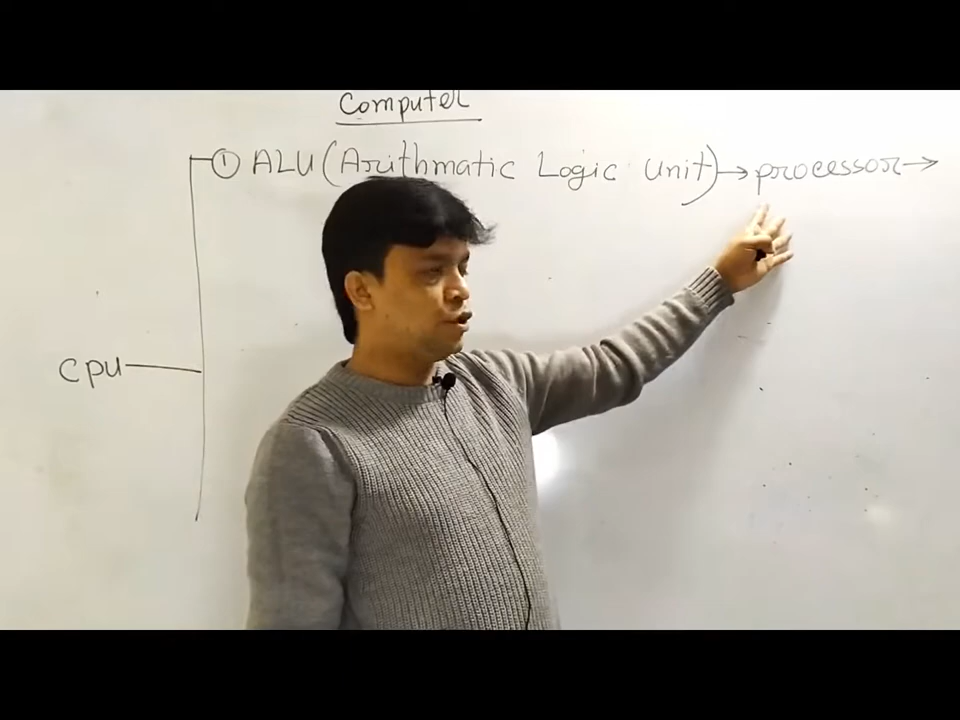 Computer
① ALU (Arithmatic Logic Unit) → processor →
CPU